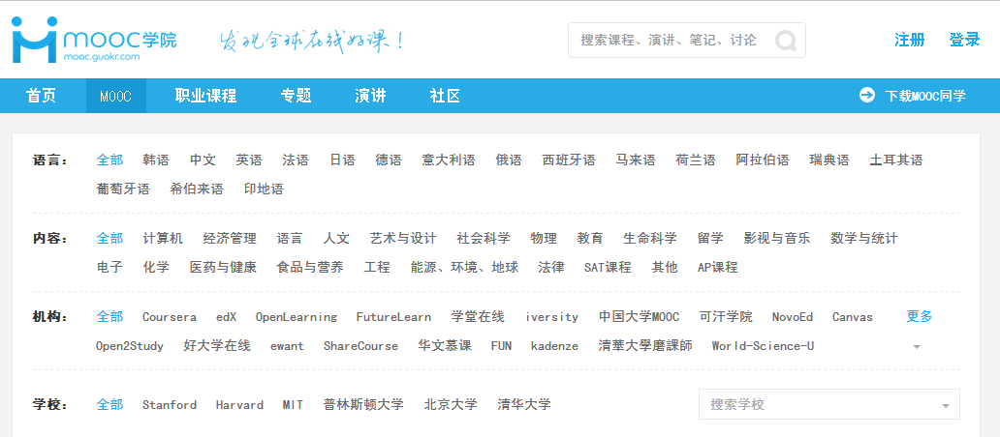 mooc学院
mooc.guokr.com
发现全球在线好课！
搜索课程、演讲、笔记、讨论
注册 登录
首页 MOOC 职业课程 专题 演讲 社区 下载MOOC同学
语言： 全部 韩语 中文 英语 法语 日语 德语 意大利语 俄语 西班牙语 马来语 荷兰语 阿拉伯语 瑞典语 土耳其语
葡萄牙语 希伯来语 印地语
内容： 全部 计算机 经济管理 语言 人文 艺术与设计 社会科学 物理 教育 生命科学 留学 影视与音乐 数学与统计
电子 化学 医药与健康 食品与营养 工程 能源、环境、地球 法律 SAT课程 其他 AP课程
机构： 全部 Coursera edX OpenLearning FutureLearn 学堂在线 iversity 中国大学MOOC 可汗学院 NovoEd Canvas 更多
Open2Study 好大学在线 ewant ShareCourse 华文慕课 FUN kadenze 清華大學磨課師 World-Science-U
学校： 全部 Stanford Harvard MIT 普林斯顿大学 北京大学 清华大学 搜索学校